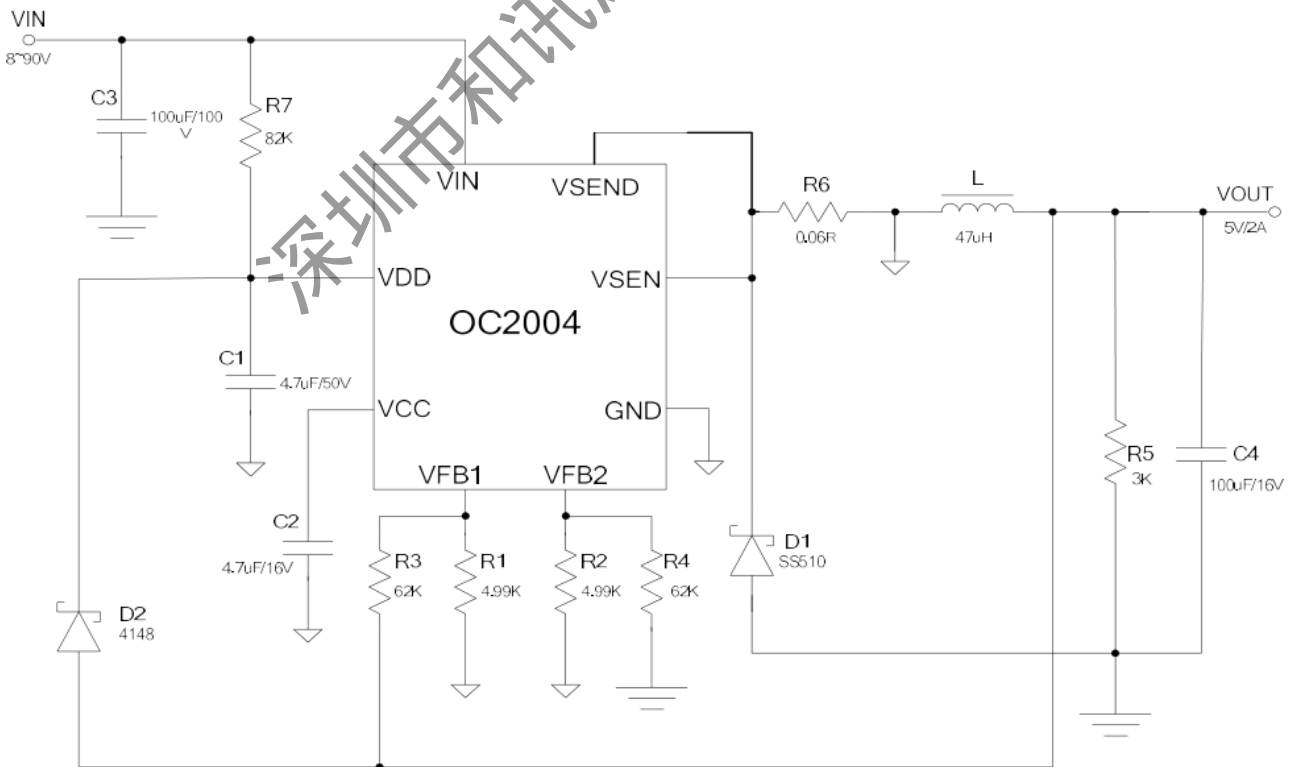 VIN
8~90V
C3
100uF/100
V
R7
82K
深圳市和讯
VIN
VSEND
VDD
VSEN
OC2004
VCC
GND
VFB1
VFB2
R6
0.06R
L
47uH
VOUT
5V/2A
C1
4.7uF/50V
C2
4.7uF/16V
R3
62K
R1
4.99K
R2
4.99K
R4
62K
D1
SS510
R5
3K
C4
100uF/16V
D2
4148